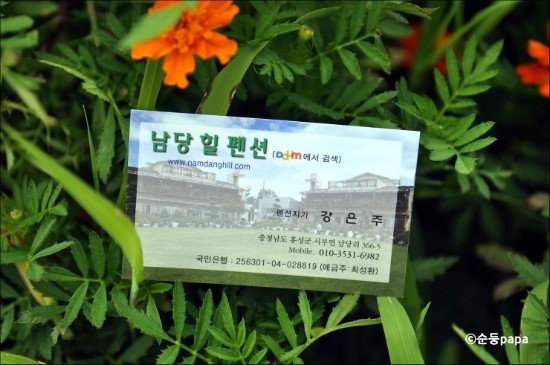 남당 힐 펜션 (Daum에서 검색)
www.namdanghill.com
펜션지기 강 은 주
충청남도 홍성군 서부면 남당리 366-5
Mobile. 010-3531-6982
국민은행 : 256301-04-028819 (예금주: 최성환)
©순둥papa